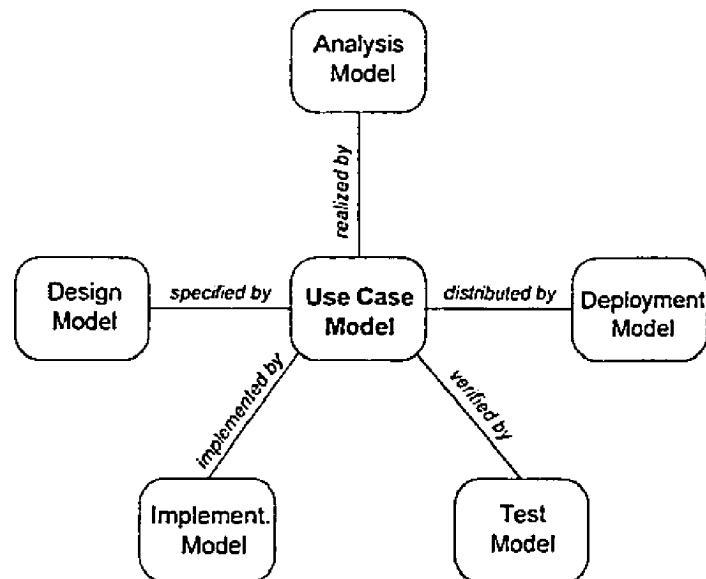 Analysis
Model
realized by
Design
Model
specified by
Use Case
Model
distributed by
Deployment
Model
implemented by
verified by
Implement.
Model
Test
Model